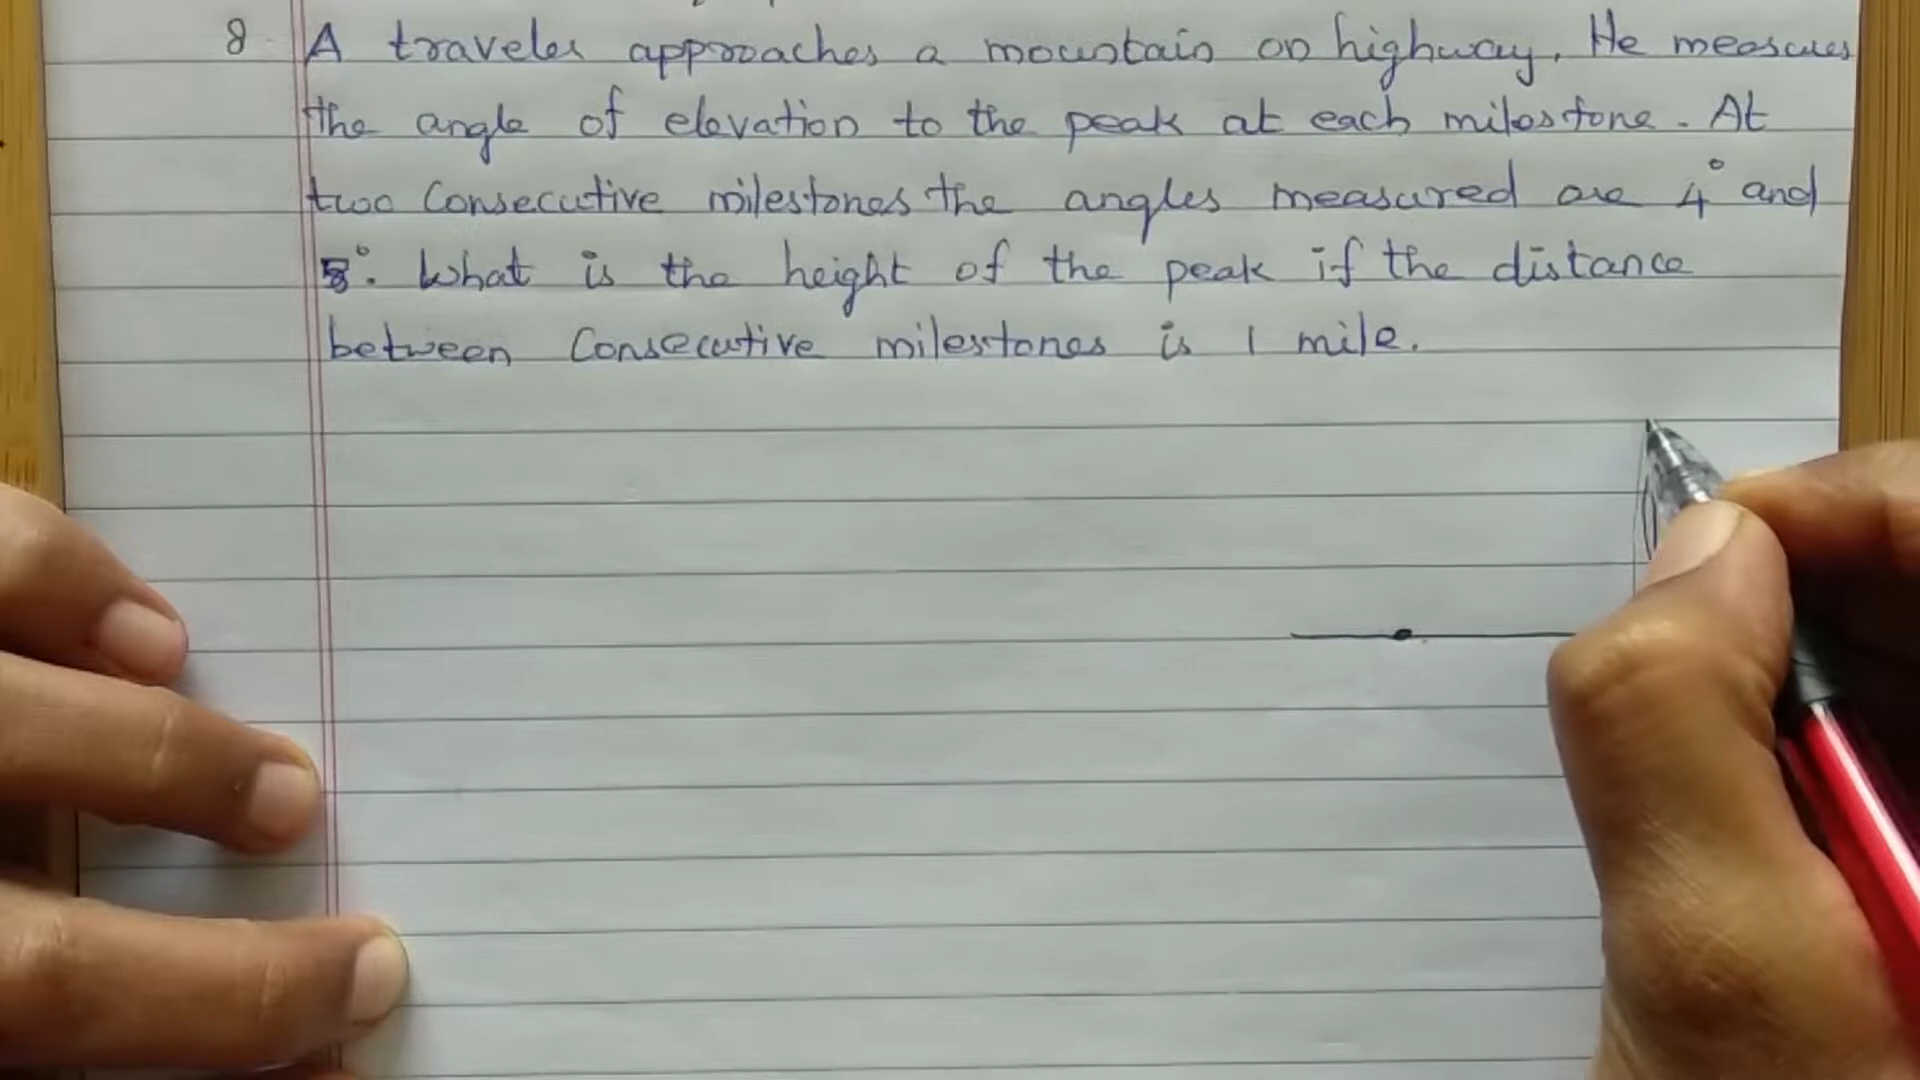 8 A traveler approaches a mountain on highway. He measures
the angle of elevation to the peak at each milestone. At
two Consecutive milestones the angles measured are 4° and
8°. What is the height of the peak if the distance
between Consecutive milestones is 1 mile.